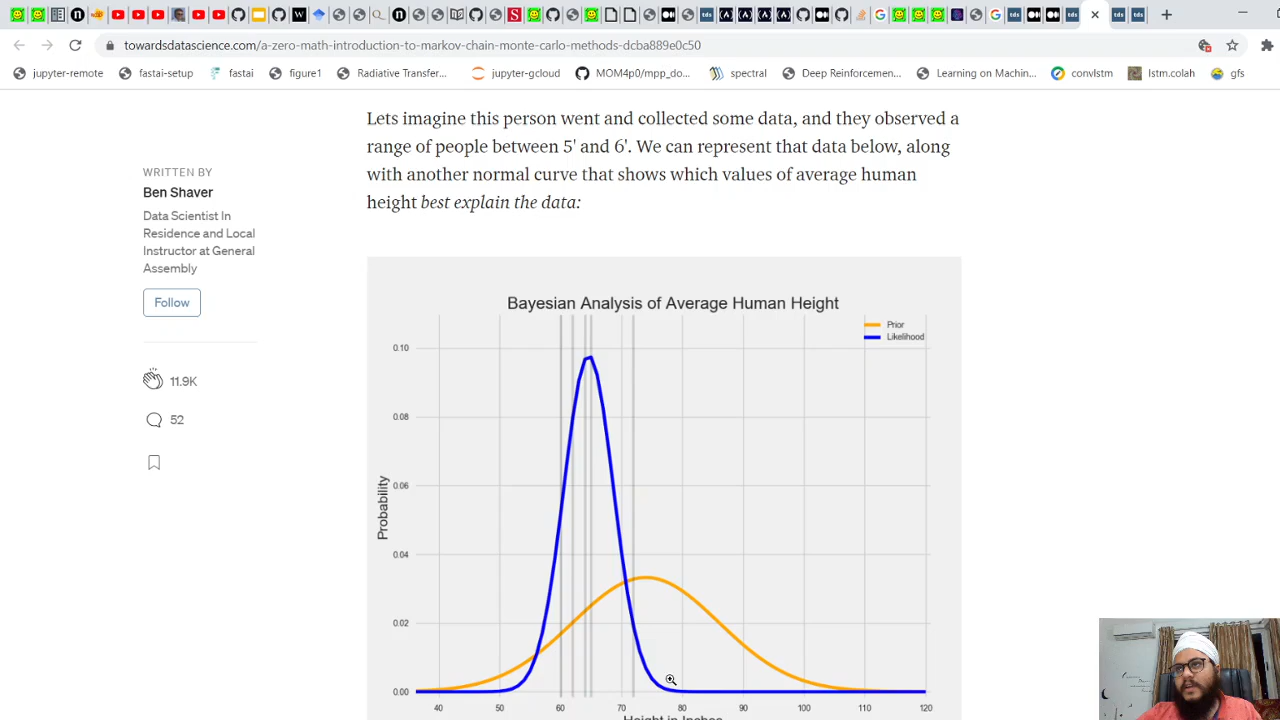 towardsdatascience.com/a-zero-math-introduction-to-markov-chain-monte-carlo-methods-dcba889e0c50
jupyter-remote fastai-setup fastai figure1 Radiative Transfer... jupyter-gcloud MOM4p0/mpp_do... spectral Deep Reinforcemen... Learning on Machin... convlstm lstm.colah gfs
Lets imagine this person went and collected some data, and they observed a
range of people between 5' and 6'. We can represent that data below, along
with another normal curve that shows which values of average human
height best explain the data:
WRITTEN BY
Ben Shaver
Data Scientist In
Residence and Local
Instructor at General
Assembly
Follow
11.9K
52
Bayesian Analysis of Average Human Height
Prior
Likelihood
0.10
0.08
0.06
0.04
0.02
0.00
Probability
40 50 60 70 80 90 100 110 120
Height in Inches